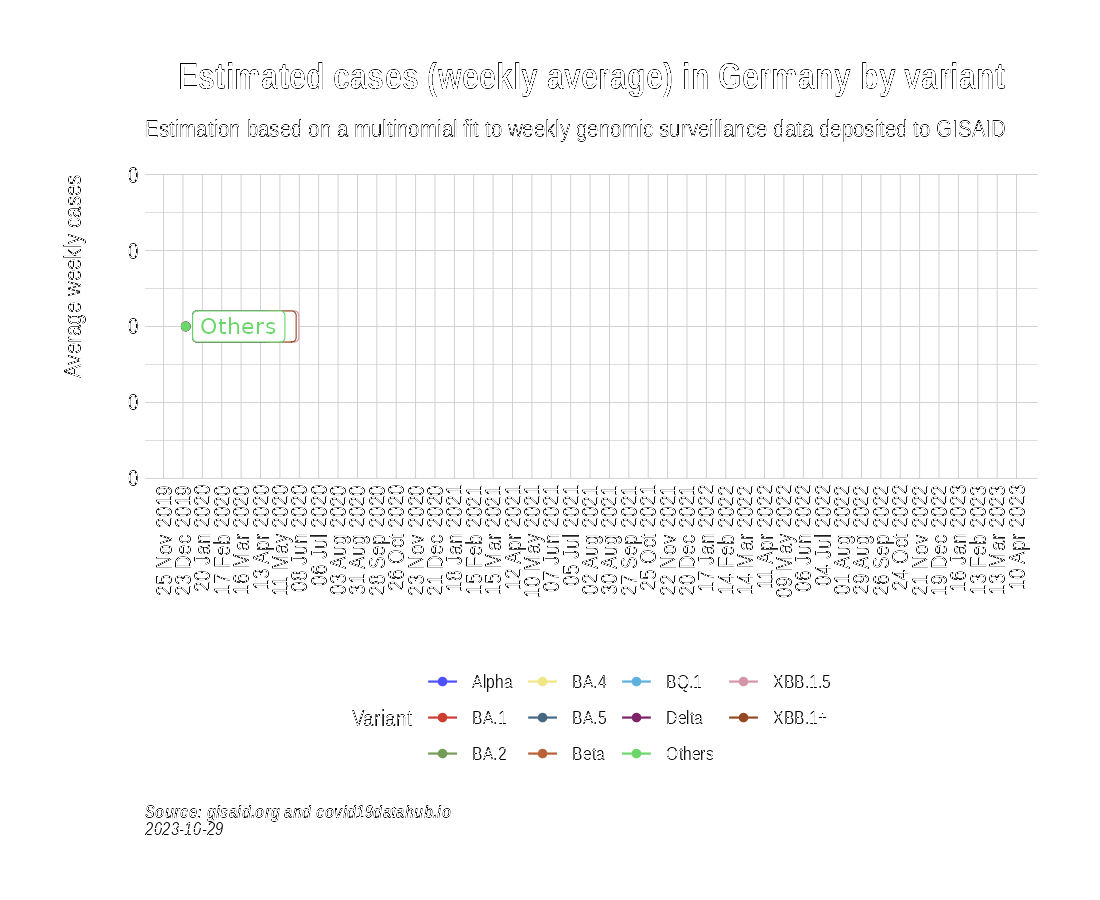 Estimated cases (weekly average) in Germany by variant
Estimation based on a multinomial fit to weekly genomic surveillance data deposited to GISAID
Average weekly cases
0
0
0
0
0
Others
25 Nov 2019
23 Dec 2019
20 Jan 2020
17 Feb 2020
16 Mar 2020
13 Apr 2020
11 May 2020
08 Jun 2020
06 Jul 2020
03 Aug 2020
31 Aug 2020
28 Sep 2020
26 Oct 2020
23 Nov 2020
21 Dec 2020
18 Jan 2021
15 Feb 2021
15 Mar 2021
12 Apr 2021
10 May 2021
07 Jun 2021
05 Jul 2021
02 Aug 2021
30 Aug 2021
27 Sep 2021
25 Oct 2021
22 Nov 2021
20 Dec 2021
17 Jan 2022
14 Feb 2022
14 Mar 2022
11 Apr 2022
09 May 2022
06 Jun 2022
04 Jul 2022
01 Aug 2022
29 Aug 2022
26 Sep 2022
24 Oct 2022
21 Nov 2022
19 Dec 2022
16 Jan 2023
13 Feb 2023
13 Mar 2023
10 Apr 2023
Variant
Alpha
BA.1
BA.2
BA.4
BA.5
Beta
BQ.1
Delta
Others
XBB.1.5
XBB.1+
Source: gisaid.org and covid19datahub.io
2023-10-29